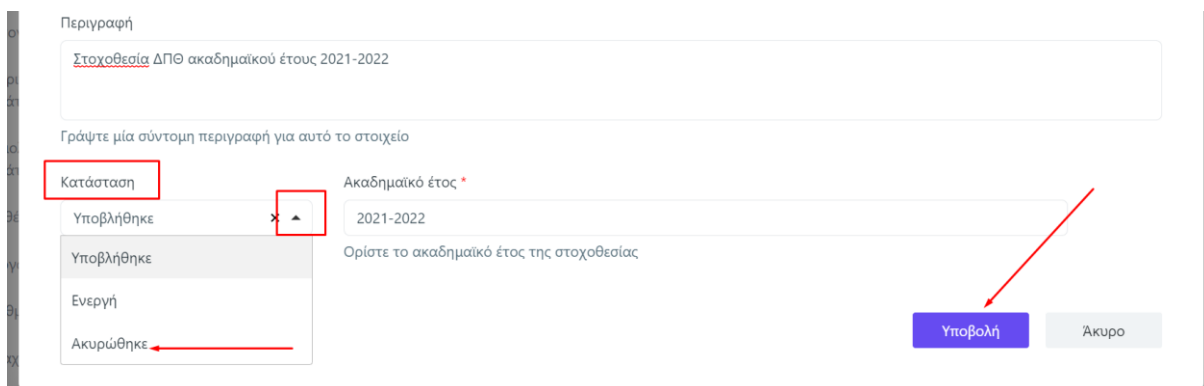 Περιγραφή
Στοχοθεσία ΔΠΘ ακαδημαϊκού έτους 2021-2022
Γράψτε μία σύντομη περιγραφή για αυτό το στοιχείο
Κατάσταση
Ακαδημαϊκό έτος *
Υποβλήθηκε
2021-2022
Ορίστε το ακαδημαϊκό έτος της στοχοθεσίας
Υποβλήθηκε
Ενεργή
Ακυρώθηκε
Υποβολή
Άκυρο